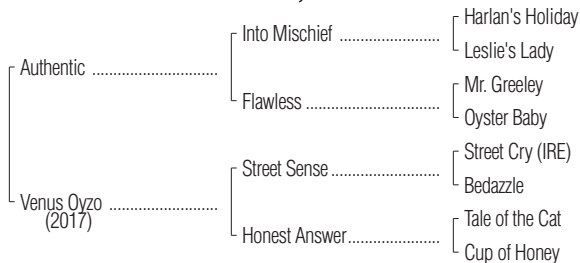 Harlan's Holiday
Into Mischief ....................
Leslie's Lady
Authentic .........................
Mr. Greeley
Flawless ...........................
Oyster Baby
Street Cry (IRE)
Street Sense .....................
Bedazzle
Venus Oyzo ......................
(2017)
Tale of the Cat
Honest Answer..................
Cup of Honey